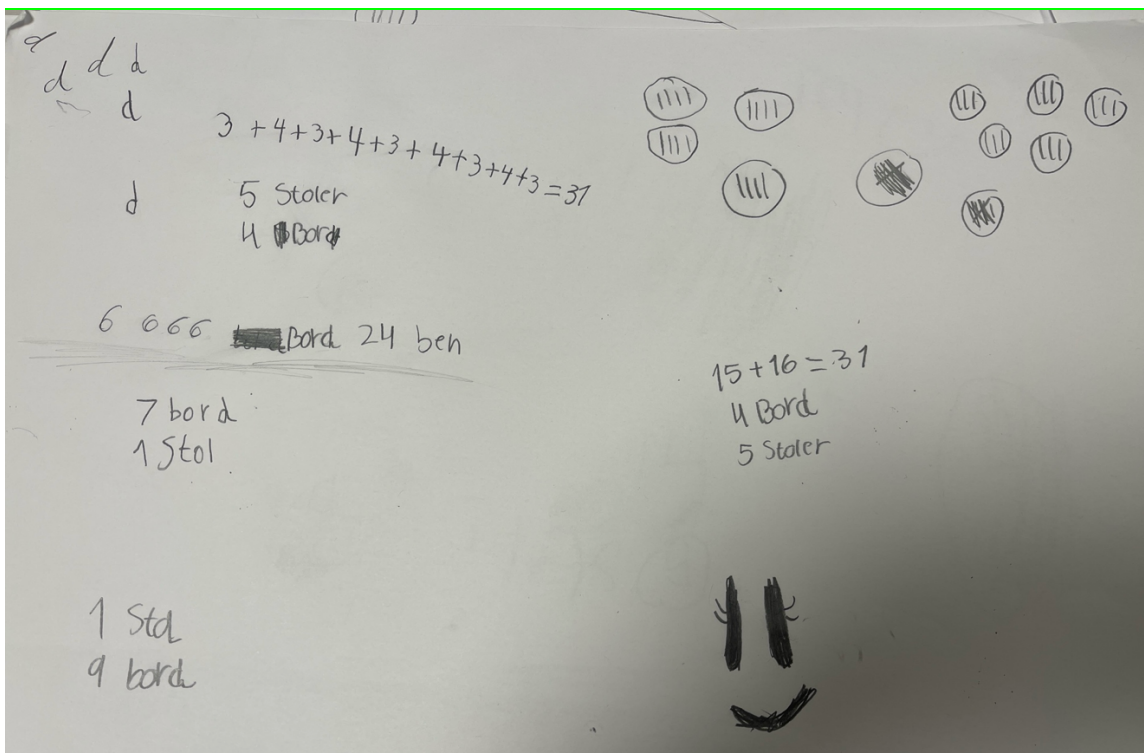 d
d d d
d
3 + 4 + 3 + 4 + 3 + 4 + 3 + 4 + 3 = 31
d
5 Stoler
4 Bord
6 6 6 6 Bord 24 ben
7 bord
1 Stol
15 + 16 = 31
4 Bord
5 Stoler
1 Stol
9 bord